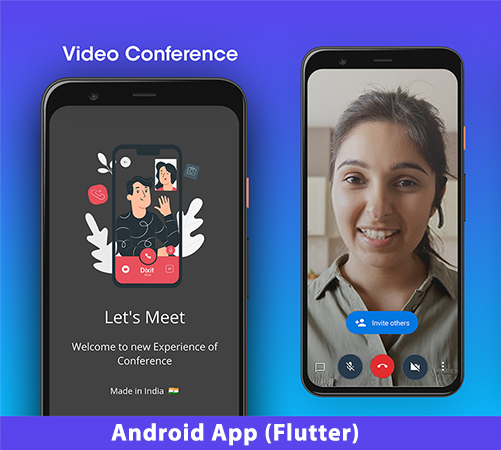 Video Conference
Dixit
Let's Meet
Welcome to new Experience of
Conference
Made in India
Invite others
Android App (Flutter)